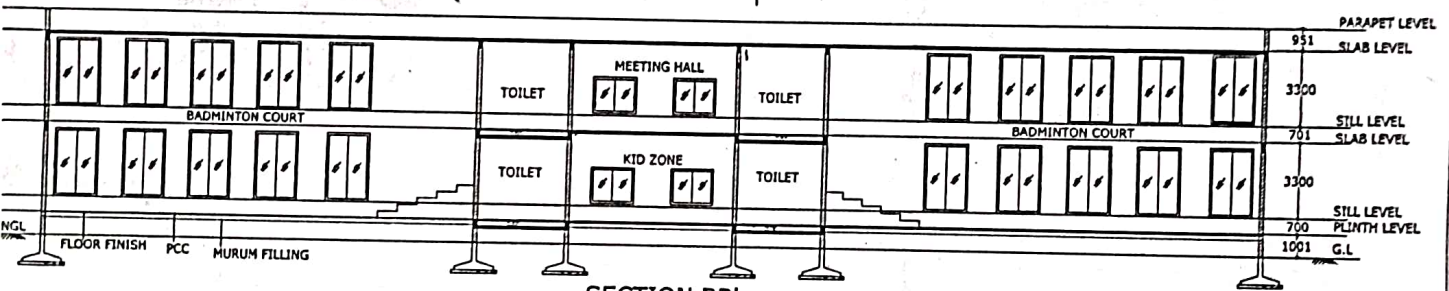 PARAPET LEVEL
951
SLAB LEVEL
MEETING HALL
TOILET
TOILET
3300
BADMINTON COURT
SILL LEVEL
BADMINTON COURT
701
SLAB LEVEL
KID ZONE
TOILET
TOILET
3300
SILL LEVEL
NGL
700
PLINTH LEVEL
FLOOR FINISH
PCC
MURUM FILLING
1001
G.L